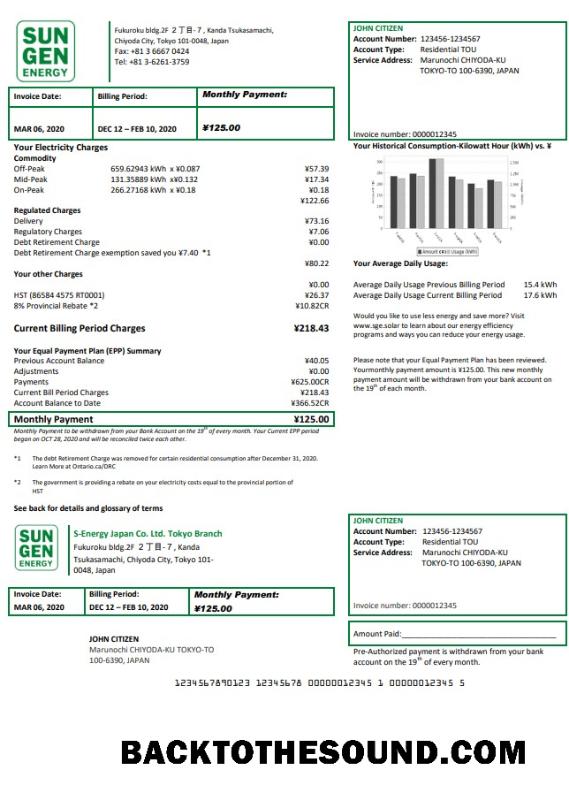 SUN
GEN
ENERGY
Fukuroku bldg.2F 2丁目-7 , Kanda Tsukasamachi,
Chiyoda City, Tokyo 101-0048, Japan
Fax: +81 3 6667 0424
Tel: +81 3-6261-3759
JOHN CITIZEN
Account Number: 123456-1234567
Account Type: Residential TOU
Service Address: Marunochi CHIYODA-KU
TOKYO-TO 100-6390, JAPAN
Invoice number: 0000012345
Invoice Date: Billing Period: Monthly Payment:
MAR 06, 2020 DEC 12 – FEB 10, 2020 ¥125.00
Your Electricity Charges
Commodity
Off-Peak 659.62943 kWh x ¥0.087 ¥57.39
Mid-Peak 131.35889 kWh x¥0.132 ¥17.34
On-Peak 266.27168 kWh x ¥0.18 ¥0.18
¥122.66
Regulated Charges
Delivery ¥73.16
Regulatory Charges ¥7.06
Debt Retirement Charge ¥0.00
Debt Retirement Charge exemption saved you ¥7.40 *1
¥80.22
Your other Charges
¥0.00
HST (86584 4575 RT0001) ¥26.37
8% Provincial Rebate *2 ¥10.82CR
Current Billing Period Charges ¥218.43
Your Equal Payment Plan (EPP) Summary
Previous Account Balance ¥40.05
Adjustments ¥0.00
Payments ¥625.00CR
Current Bill Period Charges ¥218.43
Account Balance to Date ¥366.52CR
Monthly Payment ¥125.00
Monthly Payment to be withdrawn from your Bank Account on the 19th of every month. Your Current EPP period
began on OCT 28, 2020 and will be reconciled twice each other.
*1 The debt Retirement Charge was removed for certain residential consumption after December 31, 2020.
Learn More at Ontario.ca/DRC
*2 The government is providing a rebate on your electricity costs equal to the provincial portion of
HST
See back for details and glossary of terms
Your Historical Consumption-Kilowatt Hour (kWh) vs. ¥
Your Average Daily Usage:
Average Daily Usage Previous Billing Period 15.4 kWh
Average Daily Usage Current Billing Period 17.6 kWh
Would you like to use less energy and save more? Visit
www.sge.solar to learn about our energy efficiency
programs and ways you can reduce your energy usage.
Please note that your Equal Payment Plan has been reviewed.
Yourmonthly payment amount is ¥125.00. This new monthly
payment amount will be withdrawn from your bank account on
the 19th of each month.
SUN
GEN
ENERGY
S-Energy Japan Co. Ltd. Tokyo Branch
Fukuroku bldg.2F 2丁目-7 , Kanda
Tsukasamachi, Chiyoda City, Tokyo 101-
0048, Japan
JOHN CITIZEN
Account Number: 123456-1234567
Account Type: Residential TOU
Service Address: Marunochi CHIYODA-KU
TOKYO-TO 100-6390, JAPAN
Invoice number: 0000012345
Invoice Date: Billing Period: Monthly Payment:
MAR 06, 2020 DEC 12 – FEB 10, 2020 ¥125.00
Amount Paid:
JOHN CITIZEN
Marunochi CHIYODA-KU TOKYO-TO
100-6390, JAPAN
Pre-Authorized payment is withdrawn from your bank
account on the 19th of every month.
1234567890123 12345678 00000012345 1 0000012345 5
BACKTOTHESOUND.COM